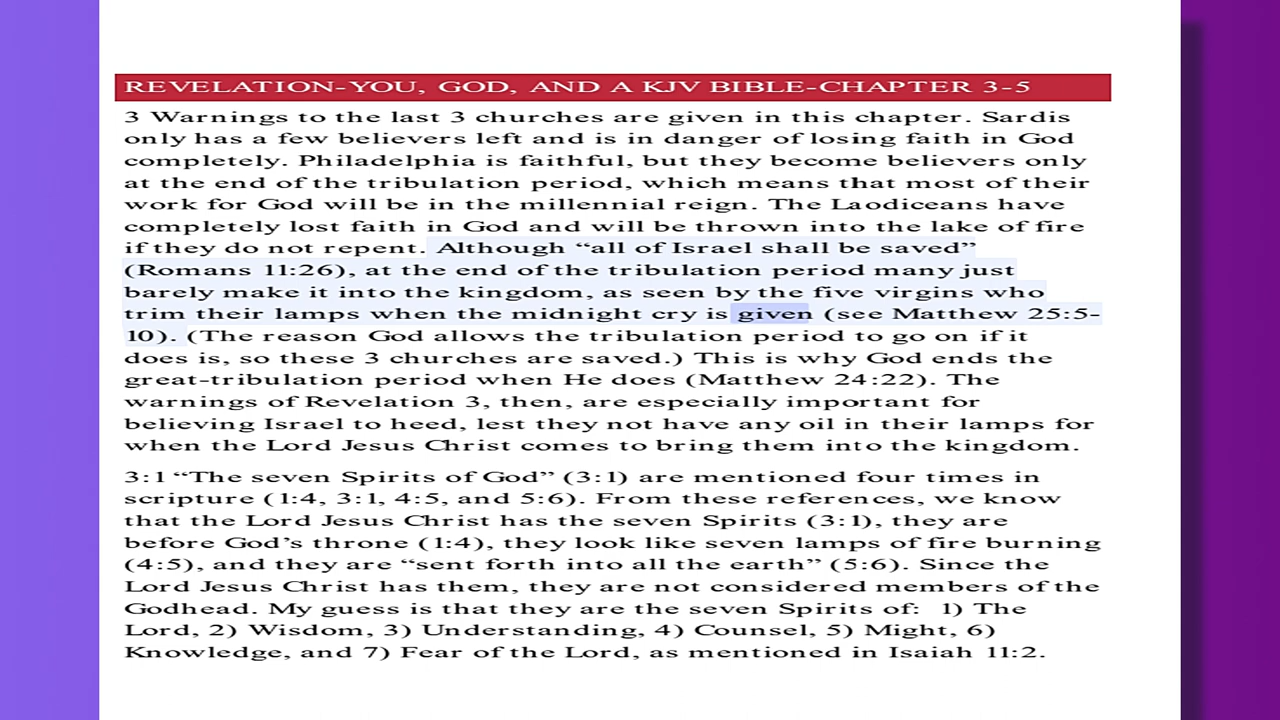 REVELATION-YOU, GOD, AND A KJV BIBLE-CHAPTER 3-5
3 Warnings to the last 3 churches are given in this chapter. Sardis
only has a few believers left and is in danger of losing faith in God
completely. Philadelphia is faithful, but they become believers only
at the end of the tribulation period, which means that most of their
work for God will be in the millennial reign. The Laodiceans have
completely lost faith in God and will be thrown into the lake of fire
if they do not repent. Although “all of Israel shall be saved”
(Romans 11:26), at the end of the tribulation period many just
barely make it into the kingdom, as seen by the five virgins who
trim their lamps when the midnight cry is given (see Matthew 25:5-
10). (The reason God allows the tribulation period to go on if it
does is, so these 3 churches are saved.) This is why God ends the
great-tribulation period when He does (Matthew 24:22). The
warnings of Revelation 3, then, are especially important for
believing Israel to heed, lest they not have any oil in their lamps for
when the Lord Jesus Christ comes to bring them into the kingdom.
3:1 “The seven Spirits of God” (3:1) are mentioned four times in
scripture (1:4, 3:1, 4:5, and 5:6). From these references, we know
that the Lord Jesus Christ has the seven Spirits (3:1), they are
before God’s throne (1:4), they look like seven lamps of fire burning
(4:5), and they are “sent forth into all the earth” (5:6). Since the
Lord Jesus Christ has them, they are not considered members of the
Godhead. My guess is that they are the seven Spirits of: 1) The
Lord, 2) Wisdom, 3) Understanding, 4) Counsel, 5) Might, 6)
Knowledge, and 7) Fear of the Lord, as mentioned in Isaiah 11:2.